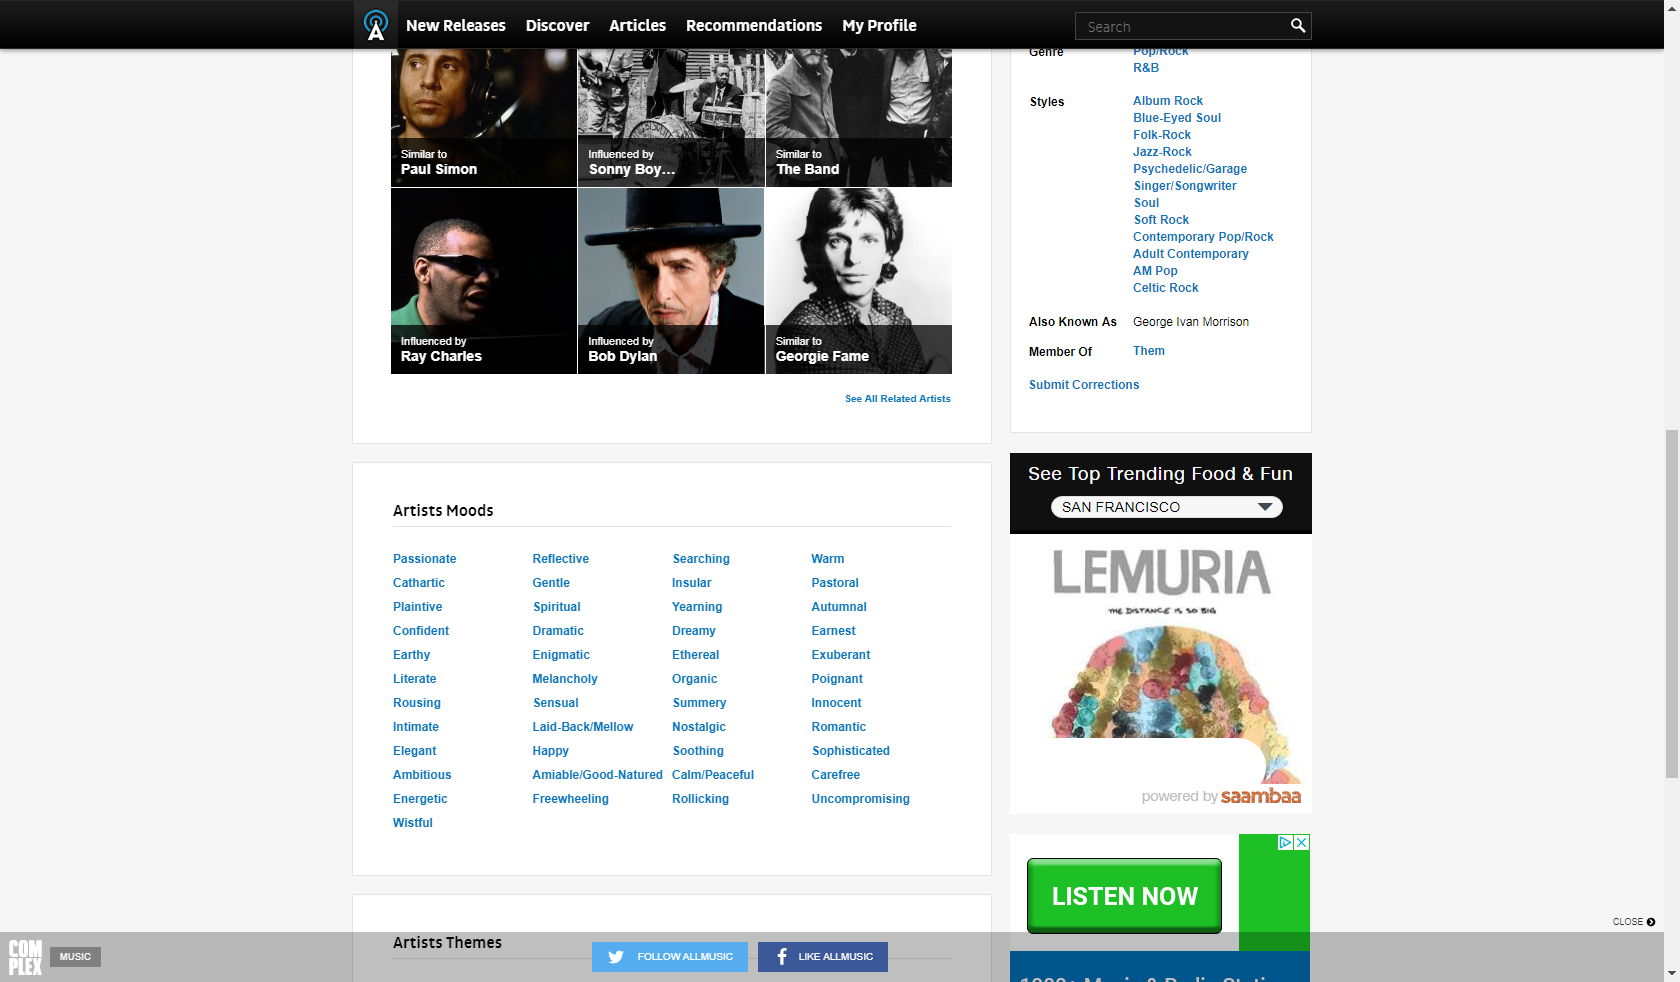 New Releases Discover Articles Recommendations My Profile Search
Similar to
Paul Simon
Influenced by
Sonny Boy...
Similar to
The Band
Influenced by
Ray Charles
Influenced by
Bob Dylan
Similar to
Georgie Fame
See All Related Artists
Genre Pop/Rock
R&B
Styles Album Rock
Blue-Eyed Soul
Folk-Rock
Jazz-Rock
Psychedelic/Garage
Singer/Songwriter
Soul
Soft Rock
Contemporary Pop/Rock
Adult Contemporary
AM Pop
Celtic Rock
Also Known As George Ivan Morrison
Member Of Them
Submit Corrections
Artists Moods
Passionate Reflective Searching Warm
Cathartic Gentle Insular Pastoral
Plaintive Spiritual Yearning Autumnal
Confident Dramatic Dreamy Earnest
Earthy Enigmatic Ethereal Exuberant
Literate Melancholy Organic Poignant
Rousing Sensual Summery Innocent
Intimate Laid-Back/Mellow Nostalgic Romantic
Elegant Happy Soothing Sophisticated
Ambitious Amiable/Good-Natured Calm/Peaceful Carefree
Energetic Freewheeling Rollicking Uncompromising
Wistful
See Top Trending Food & Fun
SAN FRANCISCO
LEMURIA
THE DISTANCE IS SO BIG
powered by saambaa
LISTEN NOW
CLOSE
Artists Themes
COMPLEX MUSIC
FOLLOW ALLMUSIC LIKE ALLMUSIC